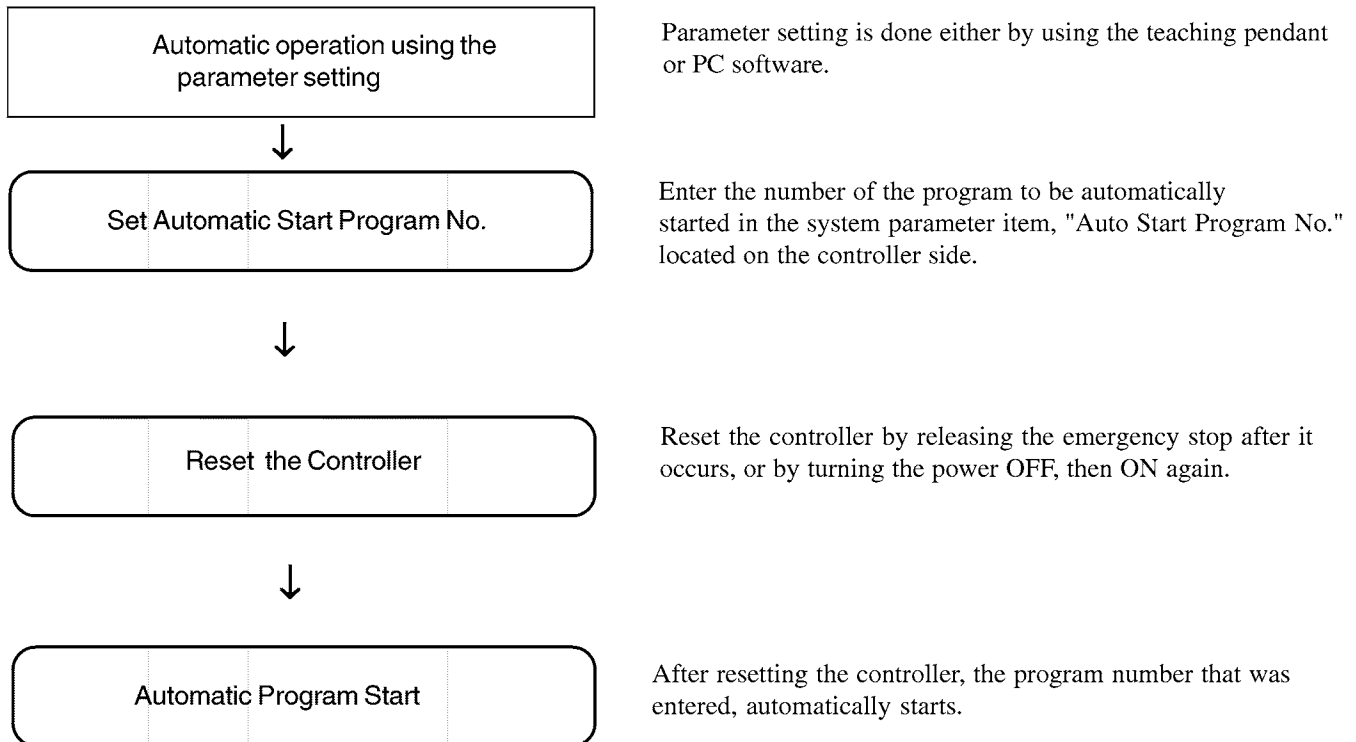 Automatic operation using the
parameter setting
Parameter setting is done either by using the teaching pendant
or PC software.
↓
Set Automatic Start Program No.
Enter the number of the program to be automatically
started in the system parameter item, "Auto Start Program No."
located on the controller side.
↓
Reset the Controller
Reset the controller by releasing the emergency stop after it
occurs, or by turning the power OFF, then ON again.
↓
Automatic Program Start
After resetting the controller, the program number that was
entered, automatically starts.